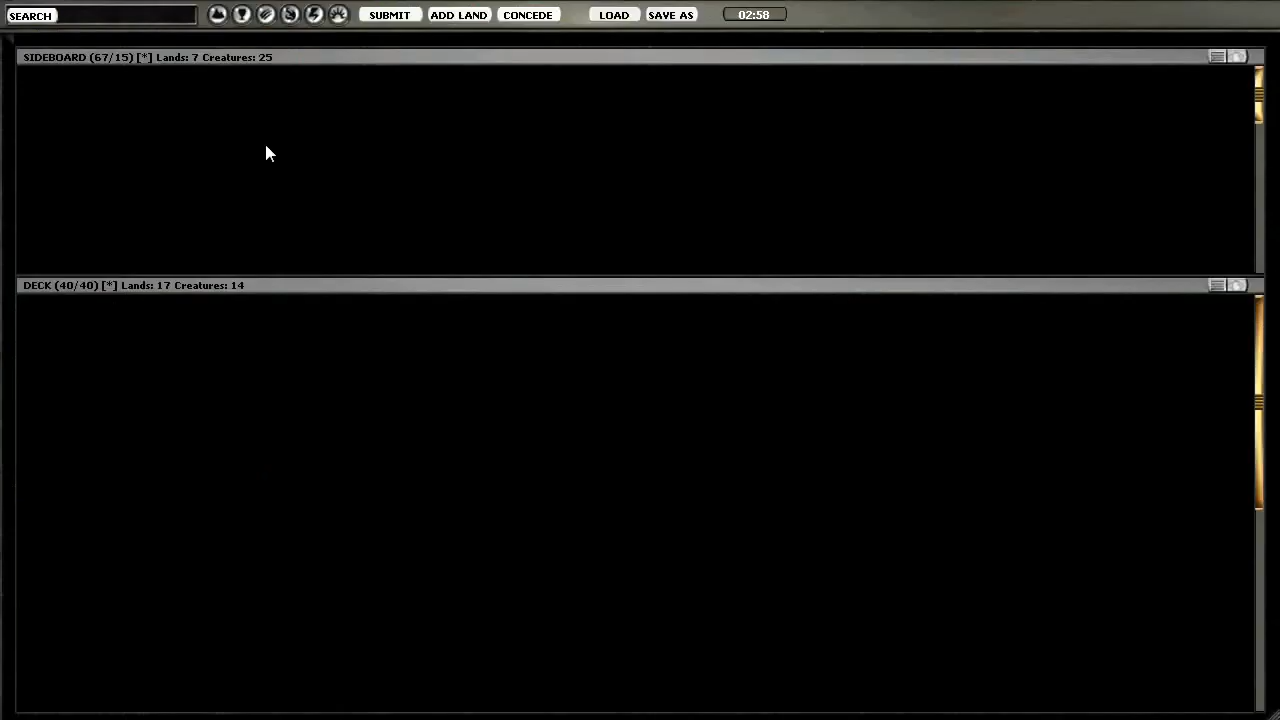 SEARCH SUBMIT ADD LAND CONCEDE LOAD SAVE AS 02:58
SIDEBOARD (67/15) [*] Lands: 7 Creatures: 25
DECK (40/40) [*] Lands: 17 Creatures: 14